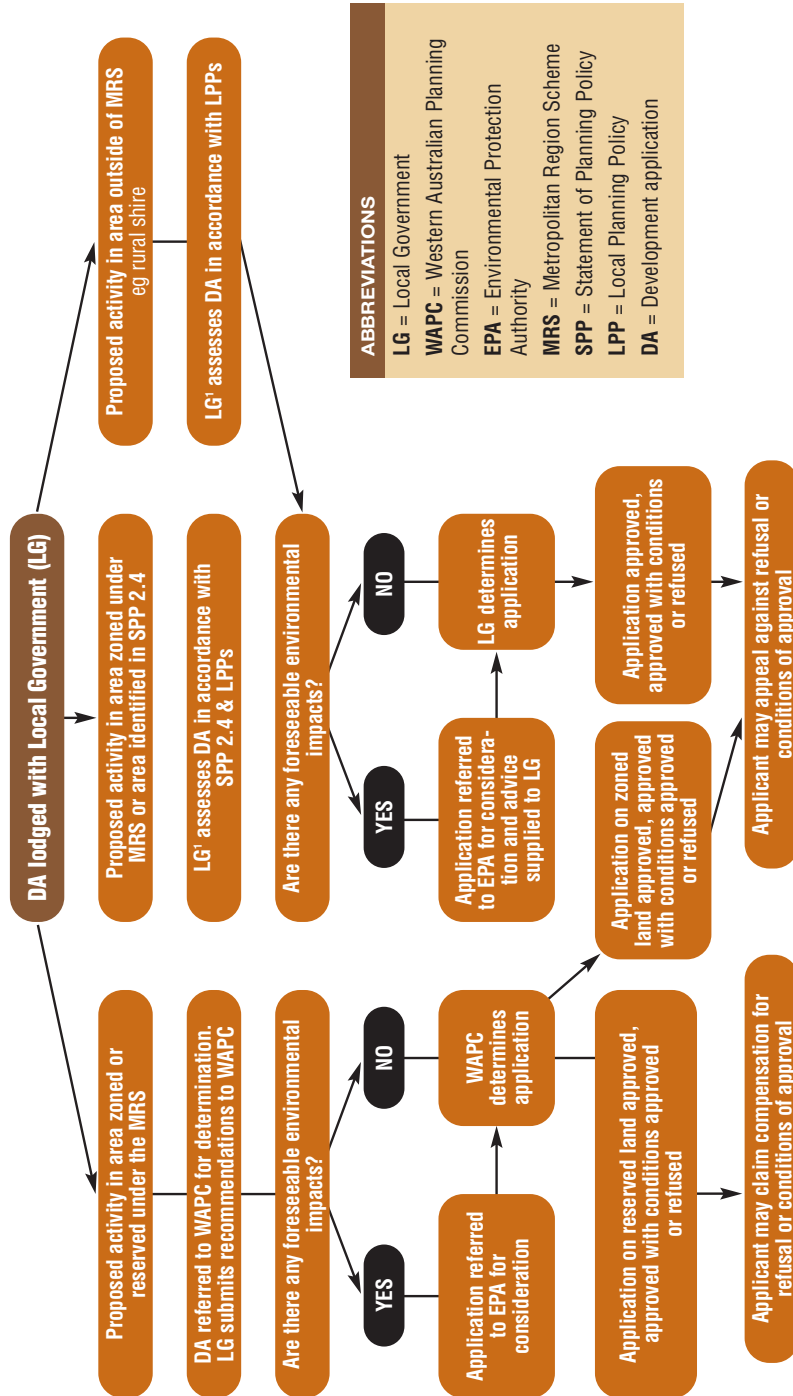 DA lodged with Local Government (LG)
Proposed activity in area zoned or
reserved under the MRS
DA referred to WAPC for determination.
LG submits recommendations to WAPC
Are there any foreseeable environmental
impacts?
YES
NO
Application referred
to EPA for
consideration
WAPC
determines
application
Application on reserved land approved,
approved with conditions approved
or refused
Applicant may claim compensation for
refusal or conditions of approval
Proposed activity in area zoned under
MRS or area identified in SPP 2.4
LG¹ assesses DA in accordance with
SPP 2.4 & LPPs
Are there any foreseeable environmental
impacts?
YES
NO
Application referred
to EPA for considera-
tion and advice
supplied to LG
LG determines
application
Application on zoned
land approved, approved
with conditions approved
or refused
Application approved,
approved with conditions
or refused
Applicant may appeal against refusal or
conditions of approval
Proposed activity in area outside of MRS
eg rural shire
LG¹ assesses DA in accordance with LPPs
ABBREVIATIONS
LG = Local Government
WAPC = Western Australian Planning
Commission
EPA = Environmental Protection
Authority
MRS = Metropolitan Region Scheme
SPP = Statement of Planning Policy
LPP = Local Planning Policy
DA = Development application